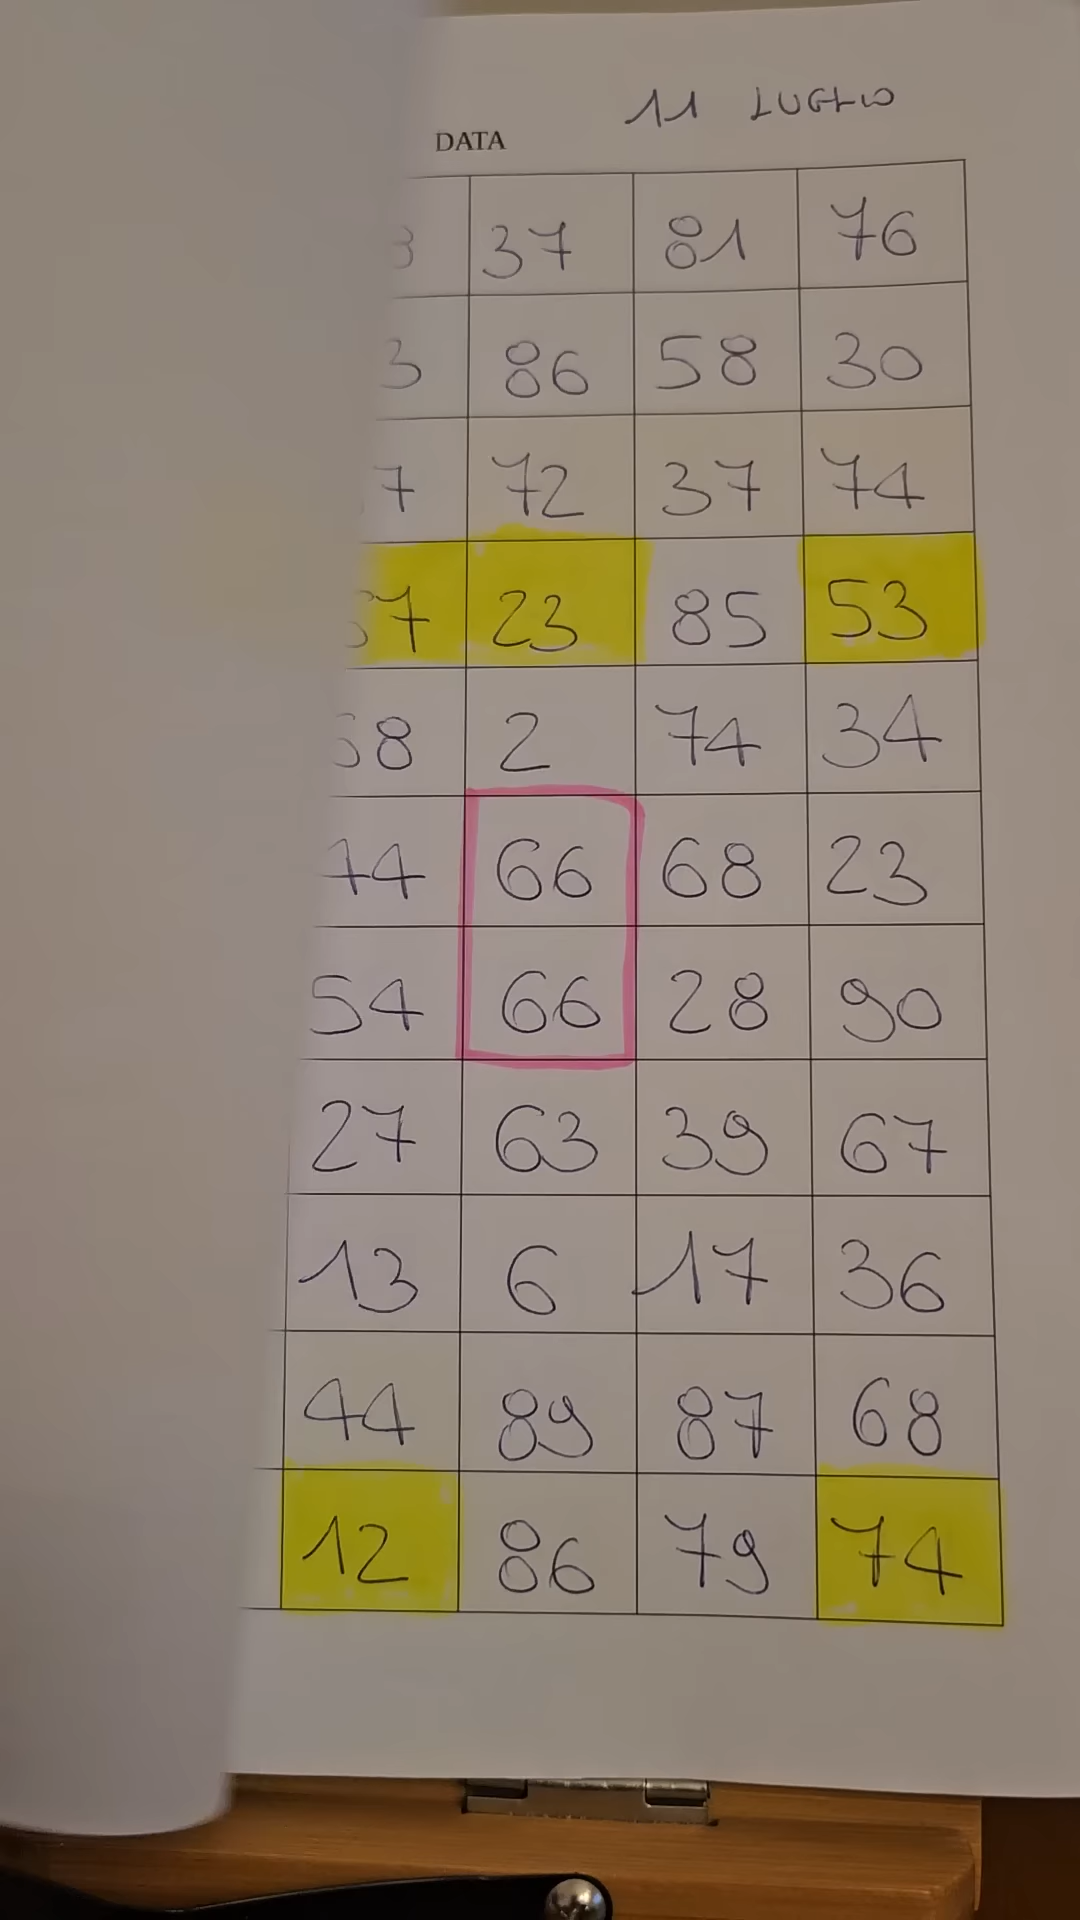 11 LUGLIO
DATA
37 81 76
86 58 30
72 37 74
23 85 53
2 74 34
66 68 23
54 66 28 90
27 63 39 67
13 6 17 36
44 89 87 68
12 86 79 74